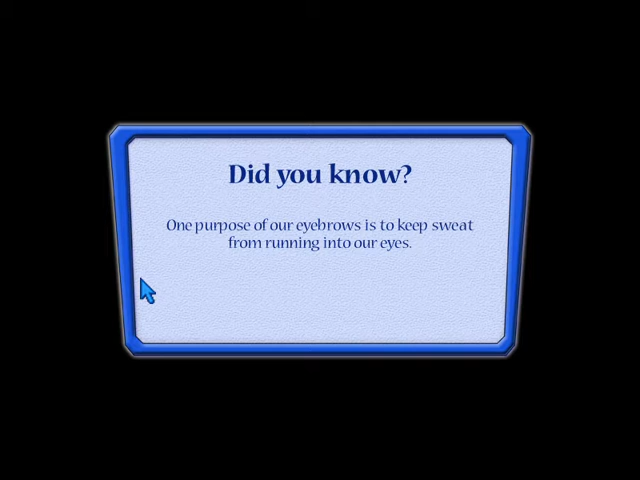 Did you know?
One purpose of our eyebrows is to keep sweat
from running into our eyes.